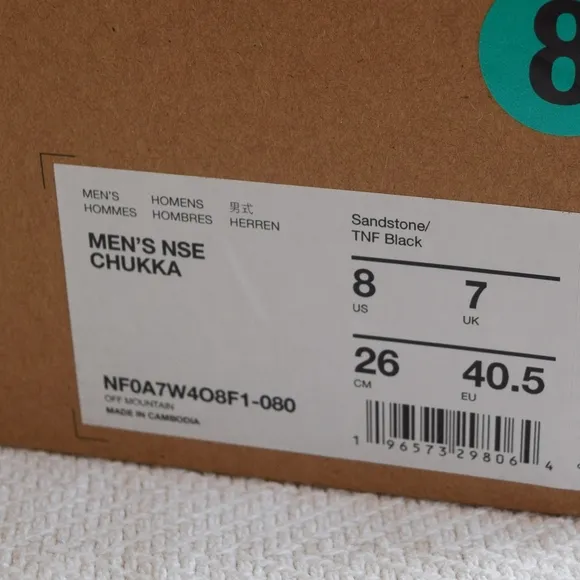 8
MEN'S HOMENS 男式
HOMMES HOMBRES HERREN
MEN'S NSE
CHUKKA
NF0A7W4O8F1-080
OFF MOUNTAIN
MADE IN CAMBODIA
Sandstone/
TNF Black
8 7
US UK
26 40.5
CM EU
1 96573 29806 4